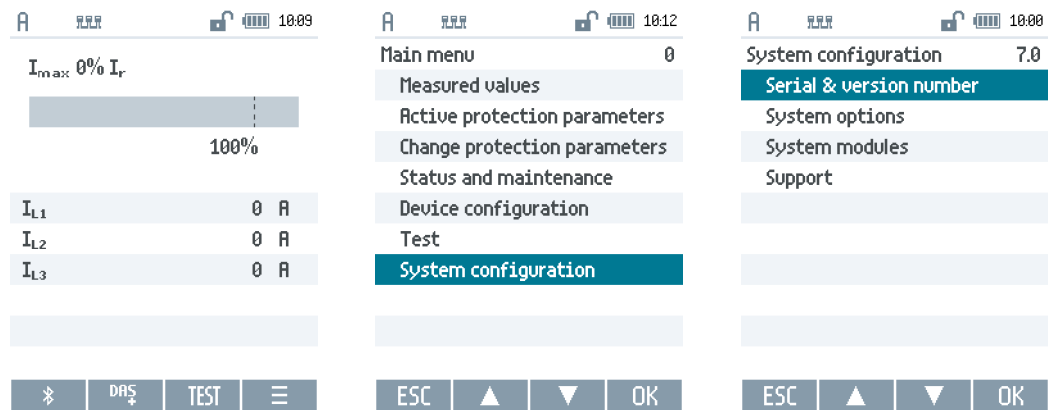 A 10:09
Imax 0% Ir
100%
IL1 0 A
IL2 0 A
IL3 0 A
DAS TEST
A 10:12
Main menu 0
Measured values
Active protection parameters
Change protection parameters
Status and maintenance
Device configuration
Test
System configuration
ESC OK
A 10:00
System configuration 7.0
Serial & version number
System options
System modules
Support
ESC OK